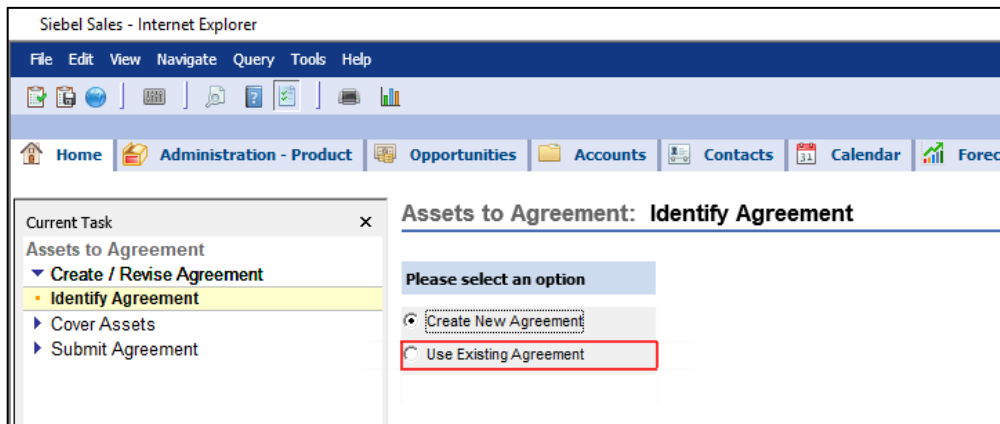 Siebel Sales - Internet Explorer
File Edit View Navigate Query Tools Help
Home Administration - Product Opportunities Accounts Contacts 31 Calendar Forec
Current Task x
Assets to Agreement
Create / Revise Agreement
Identify Agreement
Cover Assets
Submit Agreement
Assets to Agreement: Identify Agreement
Please select an option
Create New Agreement
Use Existing Agreement